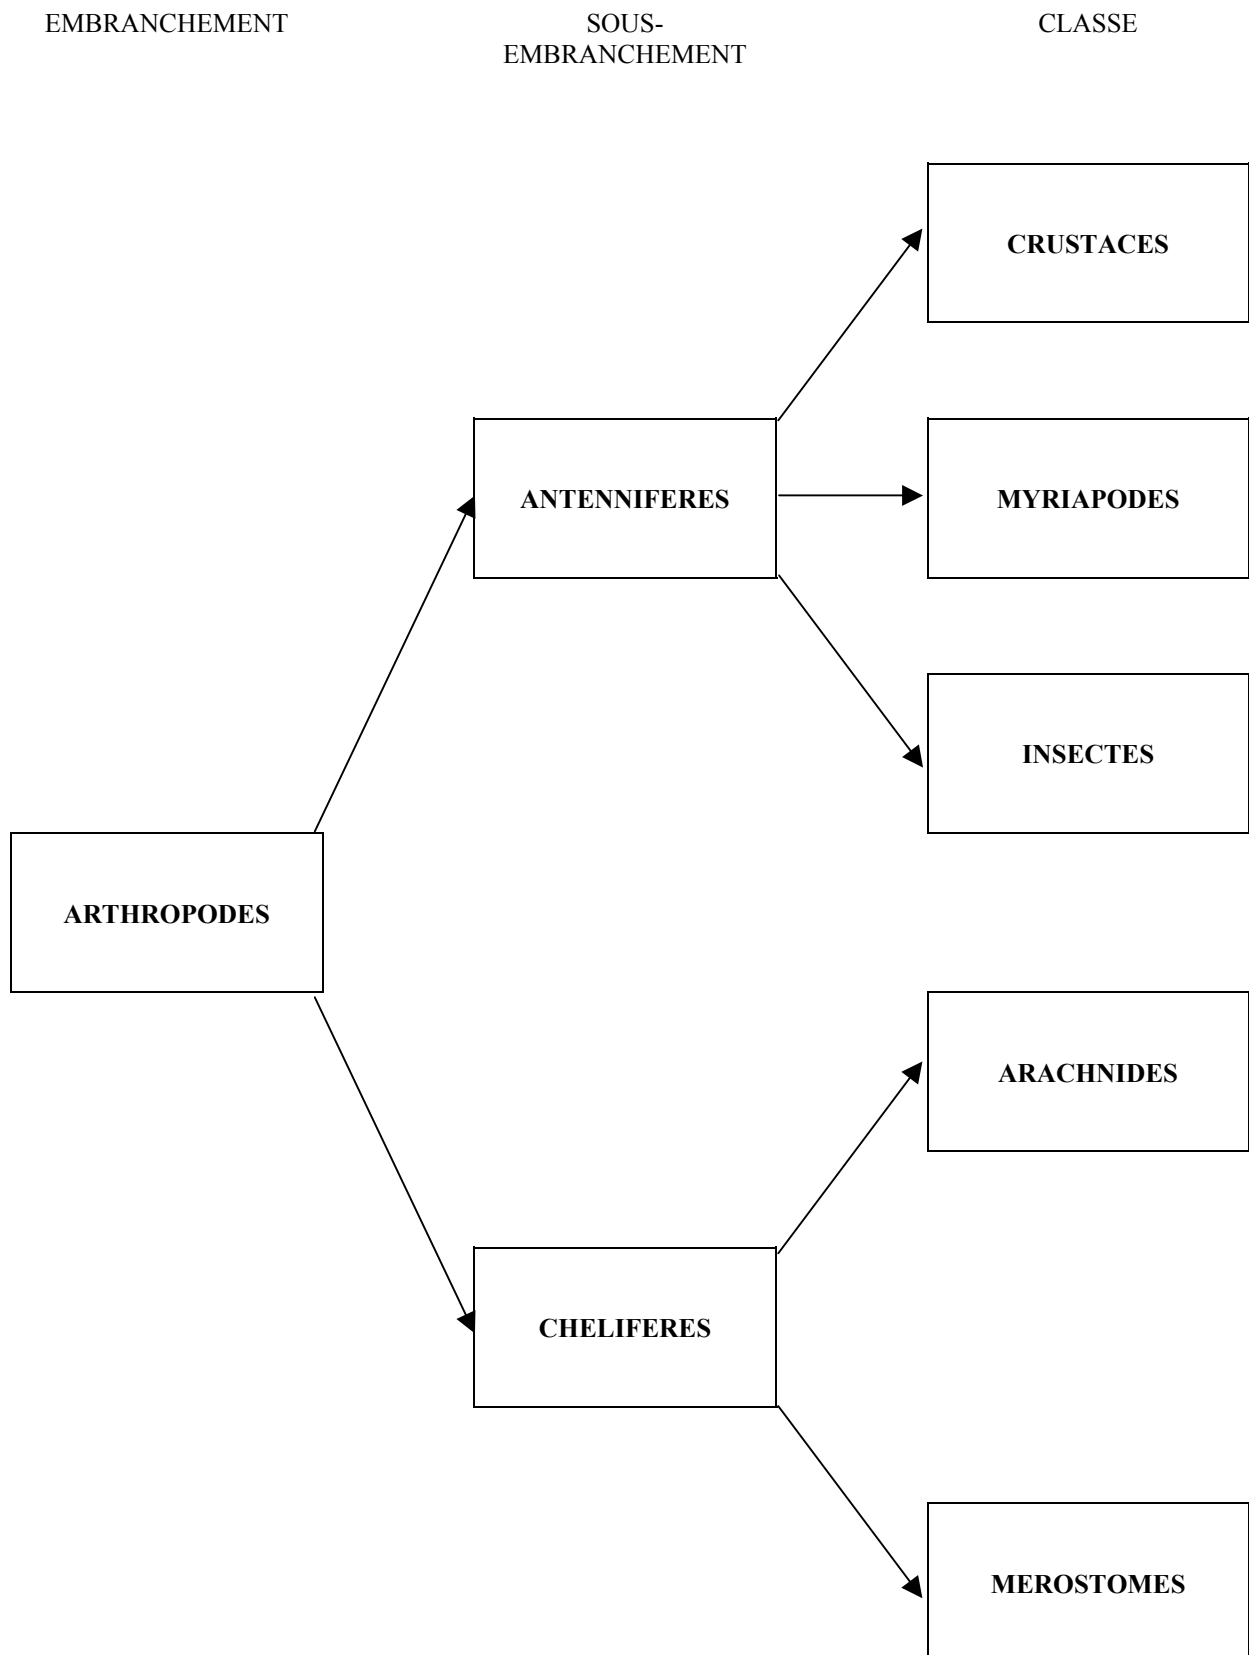 EMBRANCHEMENT
SOUS-
EMBRANCHEMENT
CLASSE
CRUSTACES
ANTENNIFERES
MYRIAPODES
INSECTES
ARTHROPODES
ARACHNIDES
CHELIFERES
MEROSTOMES